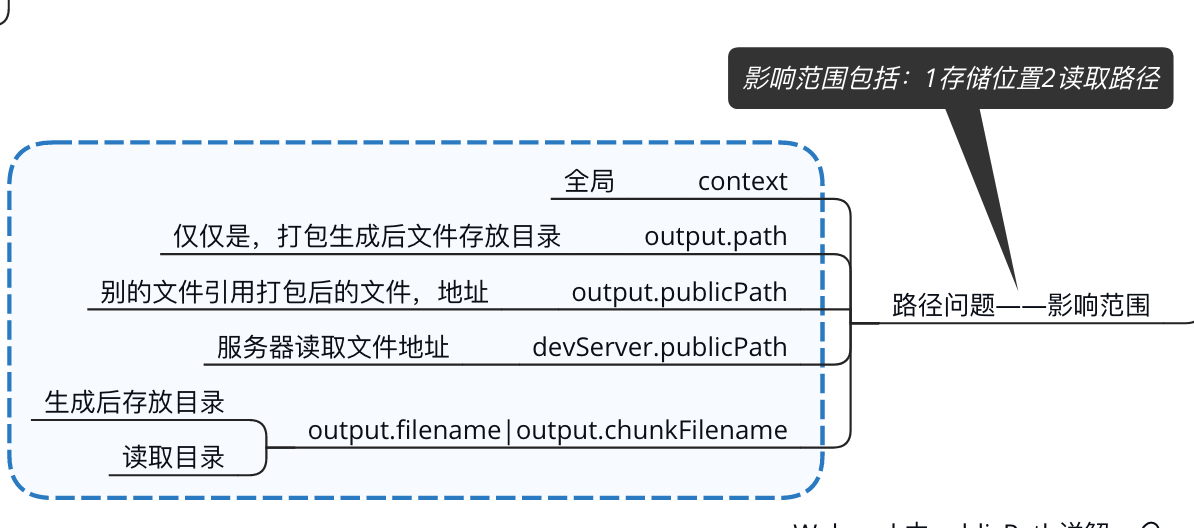 影响范围包括：1存储位置2读取路径
全局 context
仅仅是，打包生成后文件存放目录 output.path
别的文件引用打包后的文件，地址 output.publicPath
路径问题——影响范围
服务器读取文件地址 devServer.publicPath
生成后存放目录
output.filename|output.chunkFilename
读取目录